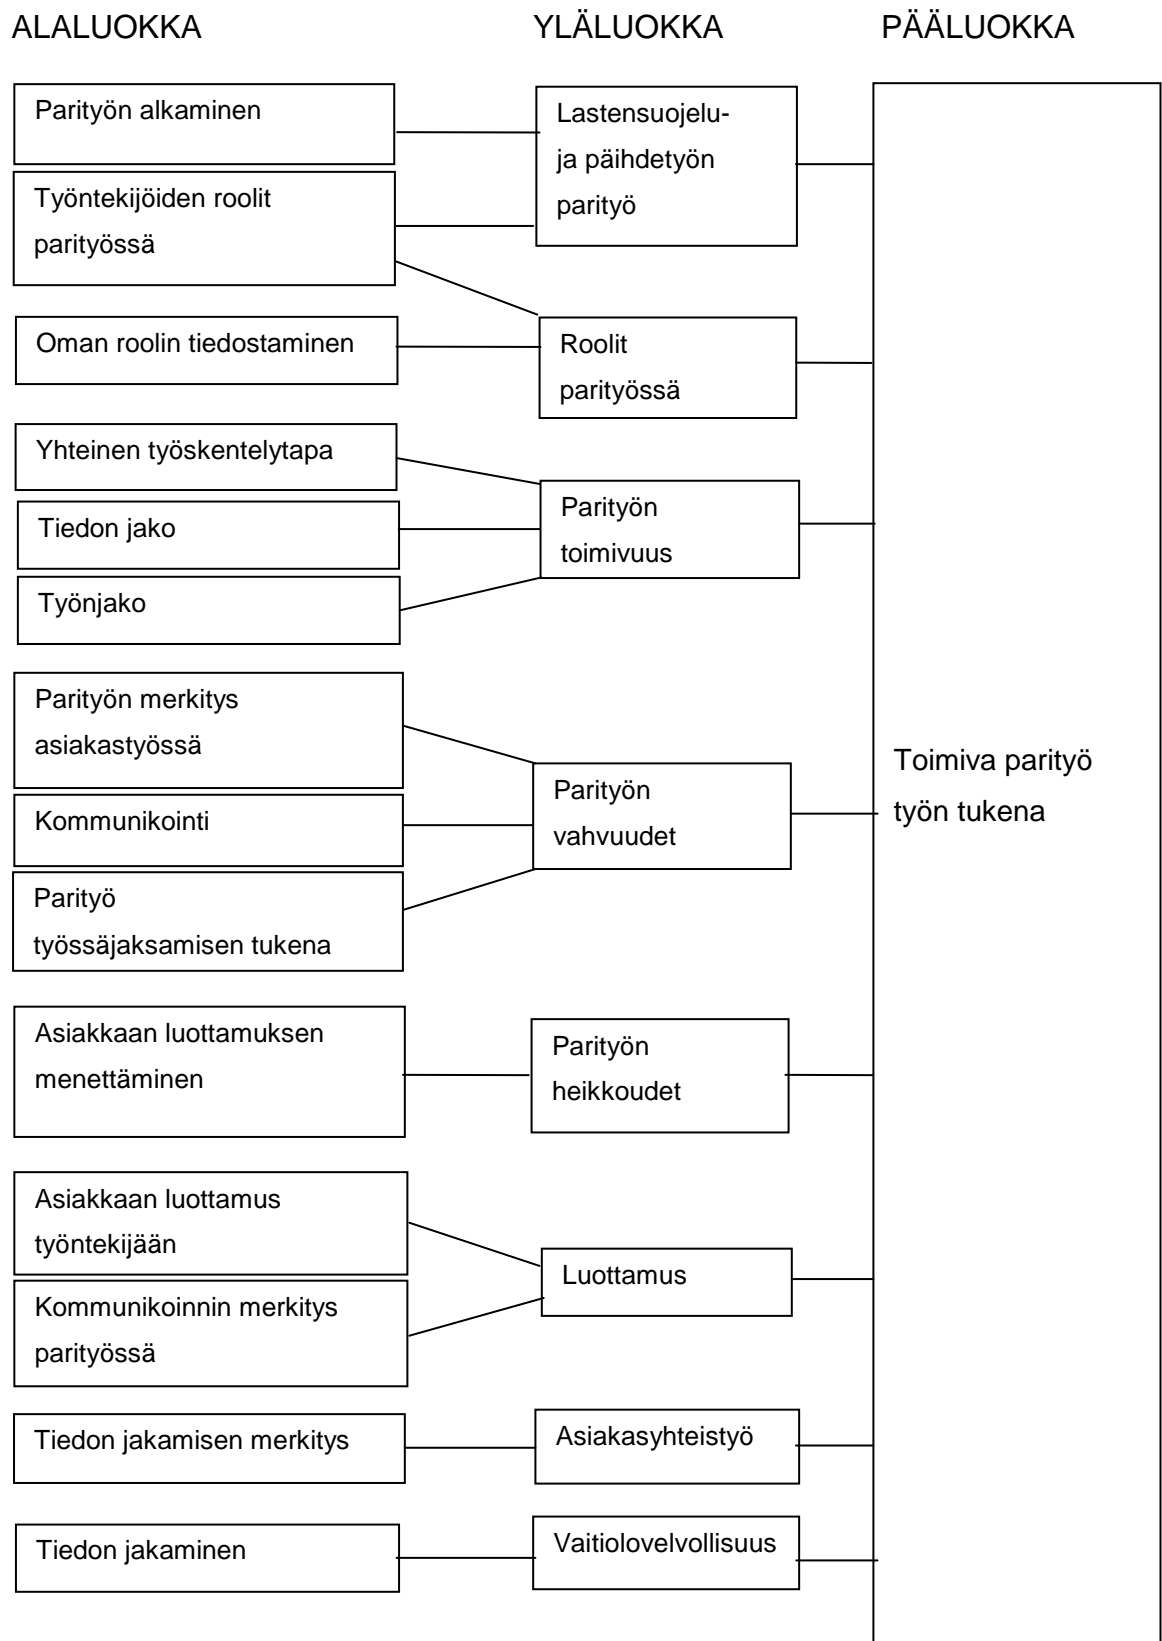 ALALUOKKA
YLÄLUOKKA
PÄÄLUOKKA
Parityön alkaminen
Työntekijöiden roolit
parityössä
Oman roolin tiedostaminen
Yhteinen työskentelytapa
Tiedon jako
Työnjako
Parityön merkitys
asiakastyössä
Kommunikointi
Parityö
työssäjaksamisen tukena
Asiakkaan luottamuksen
menettäminen
Asiakkaan luottamus
työntekijään
Kommunikoinnin merkitys
parityössä
Tiedon jakamisen merkitys
Tiedon jakaminen
Lastensuojelu-
ja päihdetyön
parityö
Roolit
parityössä
Parityön
toimivuus
Parityön
vahvuudet
Parityön
heikkoudet
Luottamus
Asiakasyhteistyö
Vaitiolovelvollisuus
Toimiva parityö
työn tukena